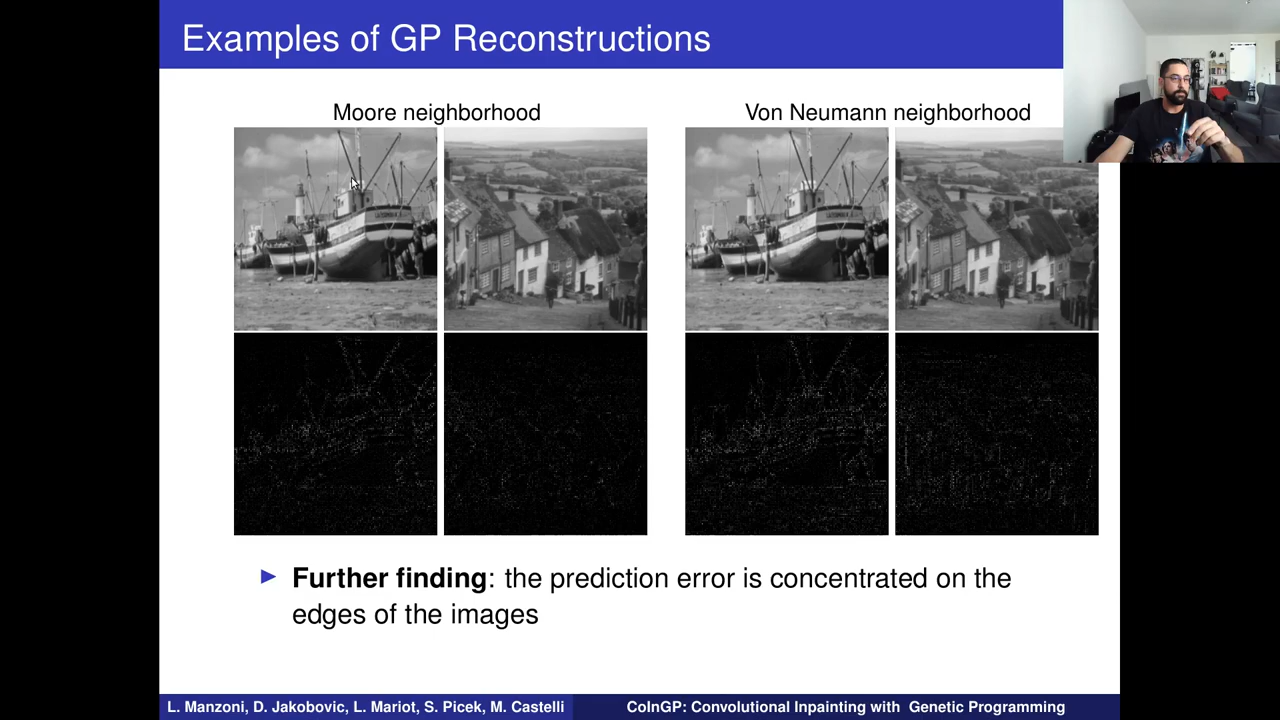 Examples of GP Reconstructions
Moore neighborhood
Von Neumann neighborhood
Further finding: the prediction error is concentrated on the
edges of the images
L. Manzoni, D. Jakobovic, L. Mariot, S. Picek, M. Castelli
CoInGP: Convolutional Inpainting with Genetic Programming